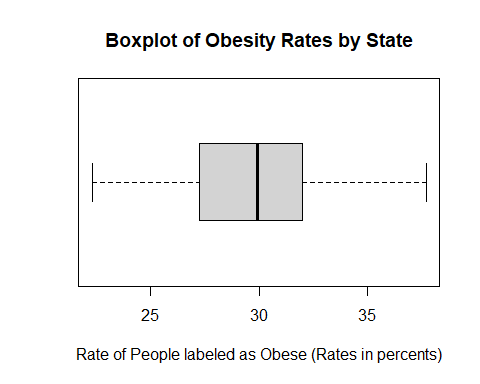 Boxplot of Obesity Rates by State
25 30 35
Rate of People labeled as Obese (Rates in percents)